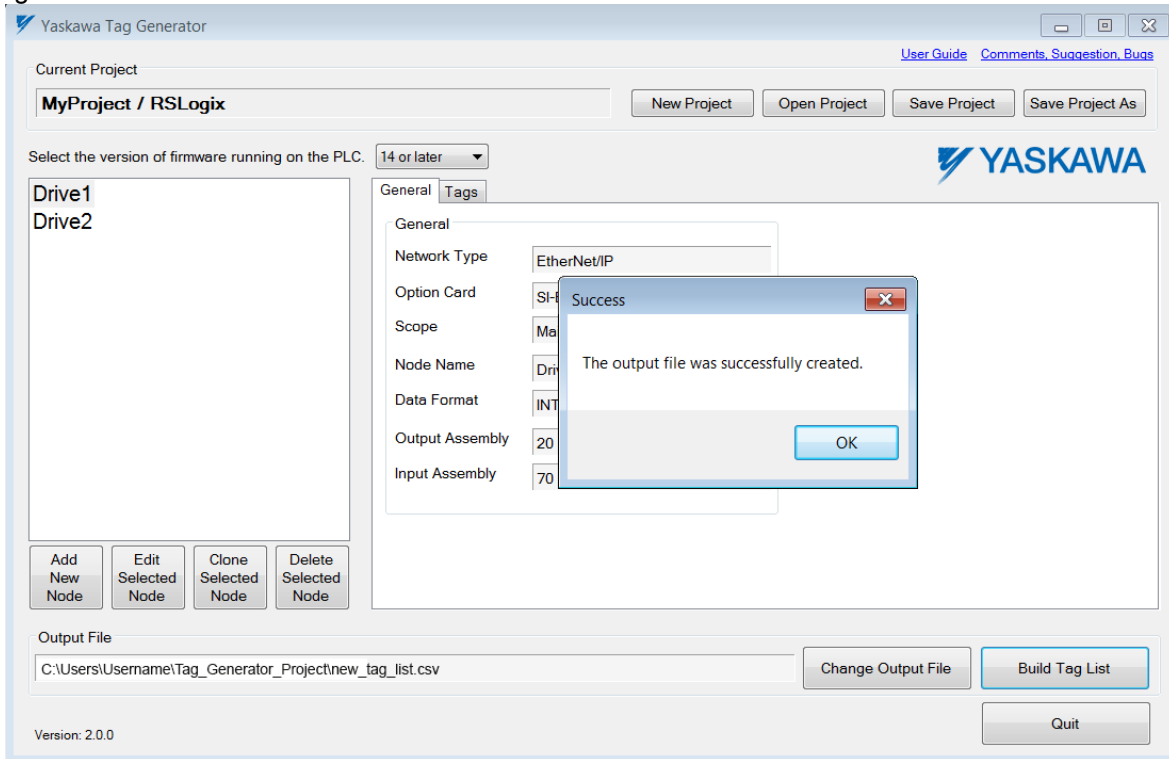 Yaskawa Tag Generator
User Guide Comments, Suggestion, Bugs
Current Project
MyProject / RSLogix
New Project Open Project Save Project Save Project As
Select the version of firmware running on the PLC. 14 or later
YASKAWA
Drive1
Drive2
General Tags
General
Network Type EtherNet/IP
Option Card
Scope
Node Name
Data Format INT
Output Assembly 20
Input Assembly 70
Success
The output file was successfully created.
OK
Add New Node
Edit Selected Node
Clone Selected Node
Delete Selected Node
Output File
C:\Users\Username\Tag_Generator_Project\new_tag_list.csv
Change Output File Build Tag List
Version: 2.0.0
Quit